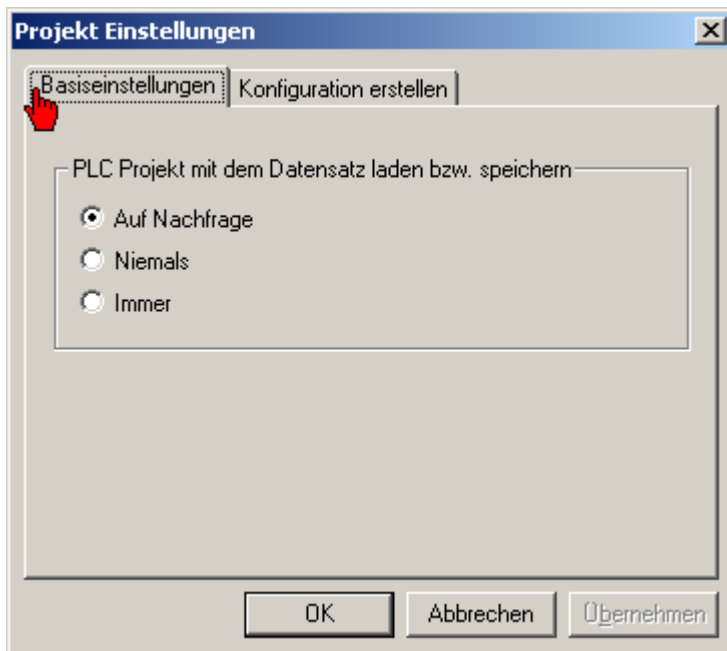 Projekt Einstellungen
Basiseinstellungen Konfiguration erstellen
PLC Projekt mit dem Datensatz laden bzw. speichern
Auf Nachfrage
Niemals
Immer
OK Abbrechen Übernehmen